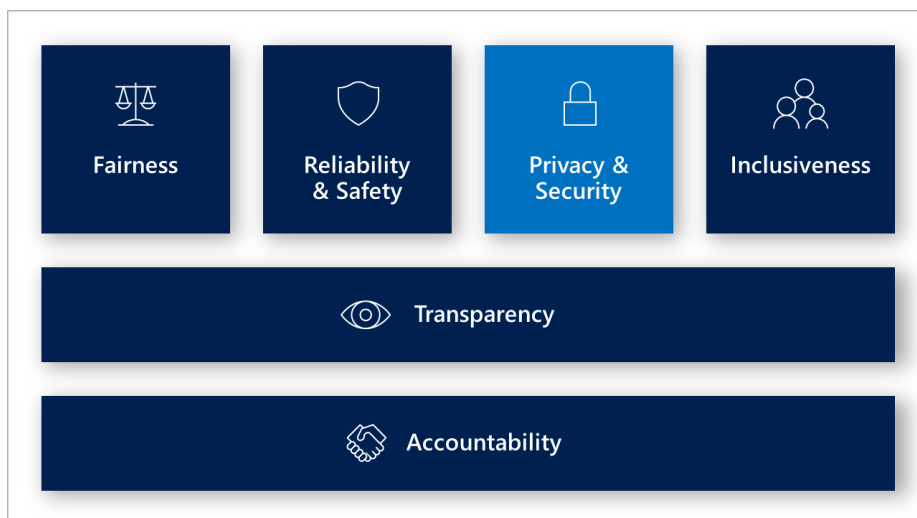 Fairness
Reliability
& Safety
Privacy &
Security
Inclusiveness
Transparency
Accountability